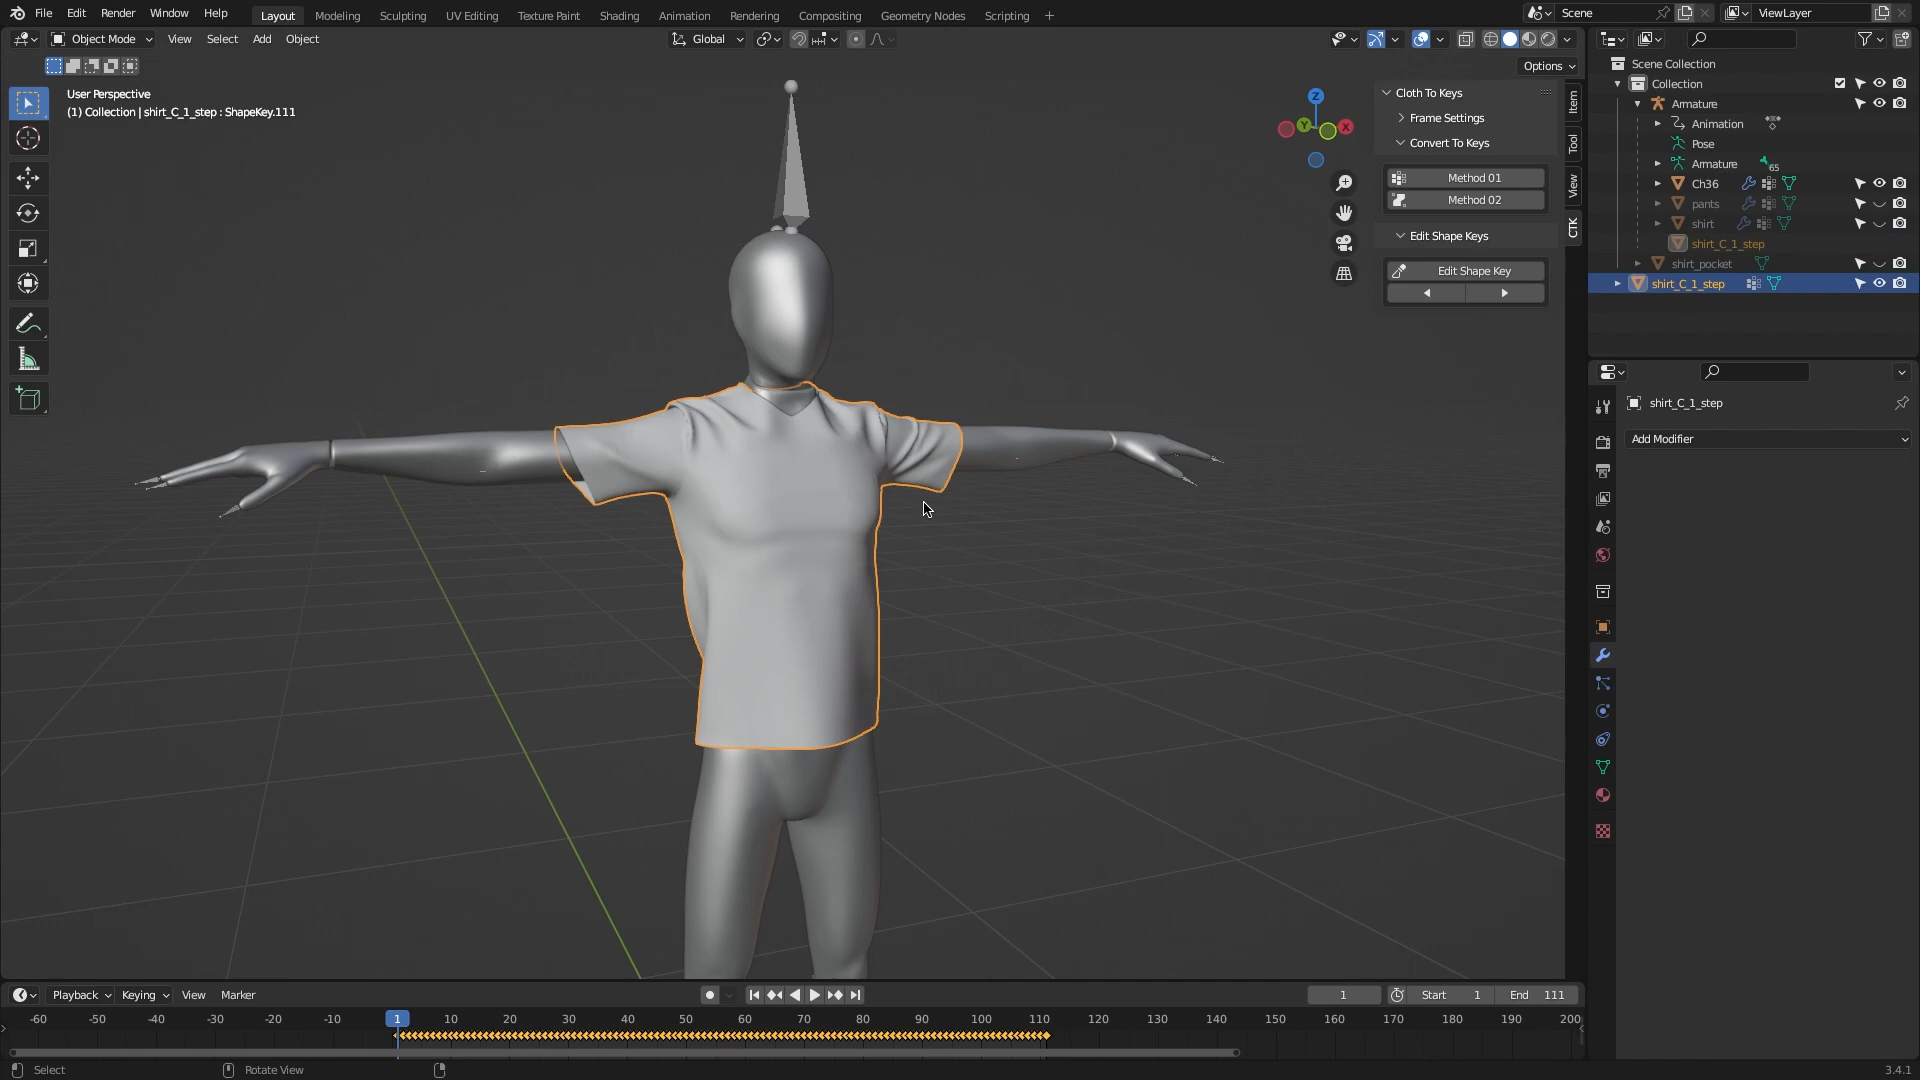 File Edit Render Window Help Layout Modeling Sculpting UV Editing Texture Paint Shading Animation Rendering Compositing Geometry Nodes Scripting + Scene ViewLayer
Object Mode View Select Add Object Global
Options
User Perspective
(1) Collection | shirt_C_1_step : ShapeKey.111
Z
Y
X
Cloth To Keys
Frame Settings
Convert To Keys
Method 01
Method 02
Edit Shape Keys
Edit Shape Key
Item
Tool
View
CTK
Scene Collection
Collection
Armature
Animation
Pose
Armature 65
Ch36
pants
shirt
shirt_C_1_step
shirt_pocket
shirt_C_1_step
shirt_C_1_step
Add Modifier
Playback Keying View Marker 1 Start 1 End 111
-60 -50 -40 -30 -20 -10 1 10 20 30 40 50 60 70 80 90 100 110 120 130 140 150 160 170 180 190 200
Select Rotate View 3.4.1